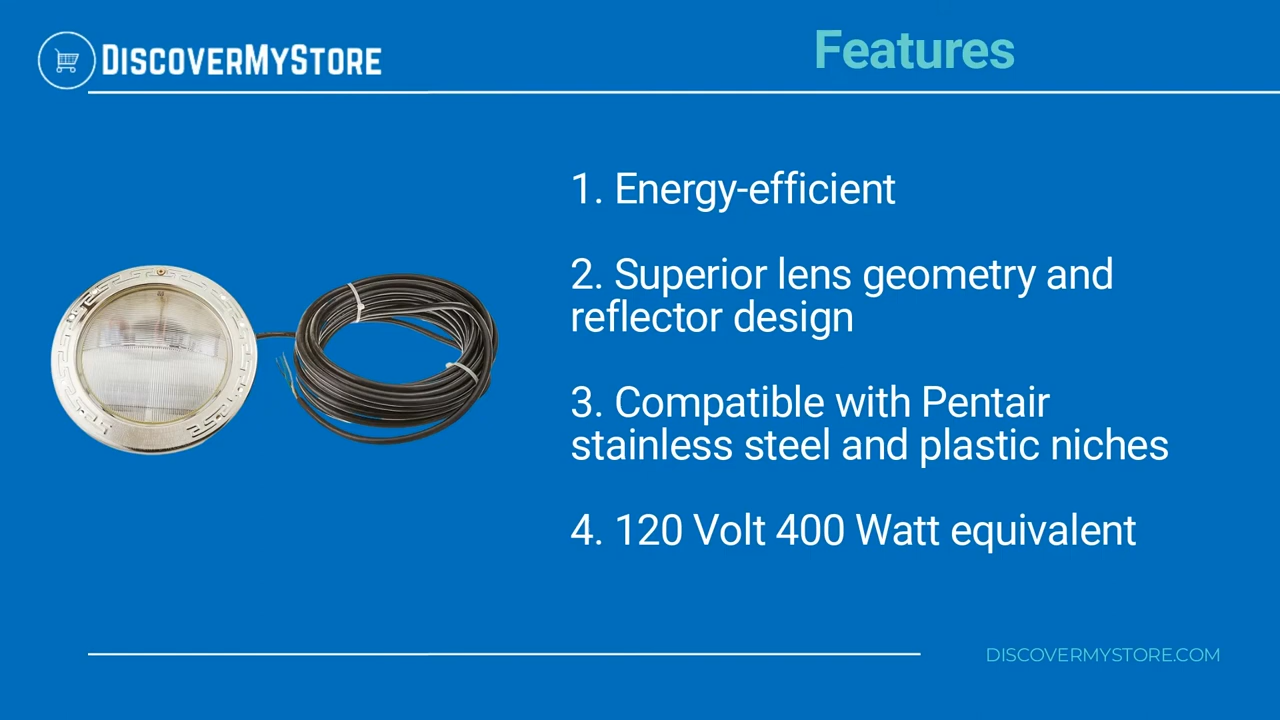 DISCOVERMYSTORE
Features
1. Energy-efficient
2. Superior lens geometry and
reflector design
3. Compatible with Pentair
stainless steel and plastic niches
4. 120 Volt 400 Watt equivalent
DISCOVERMYSTORE.COM